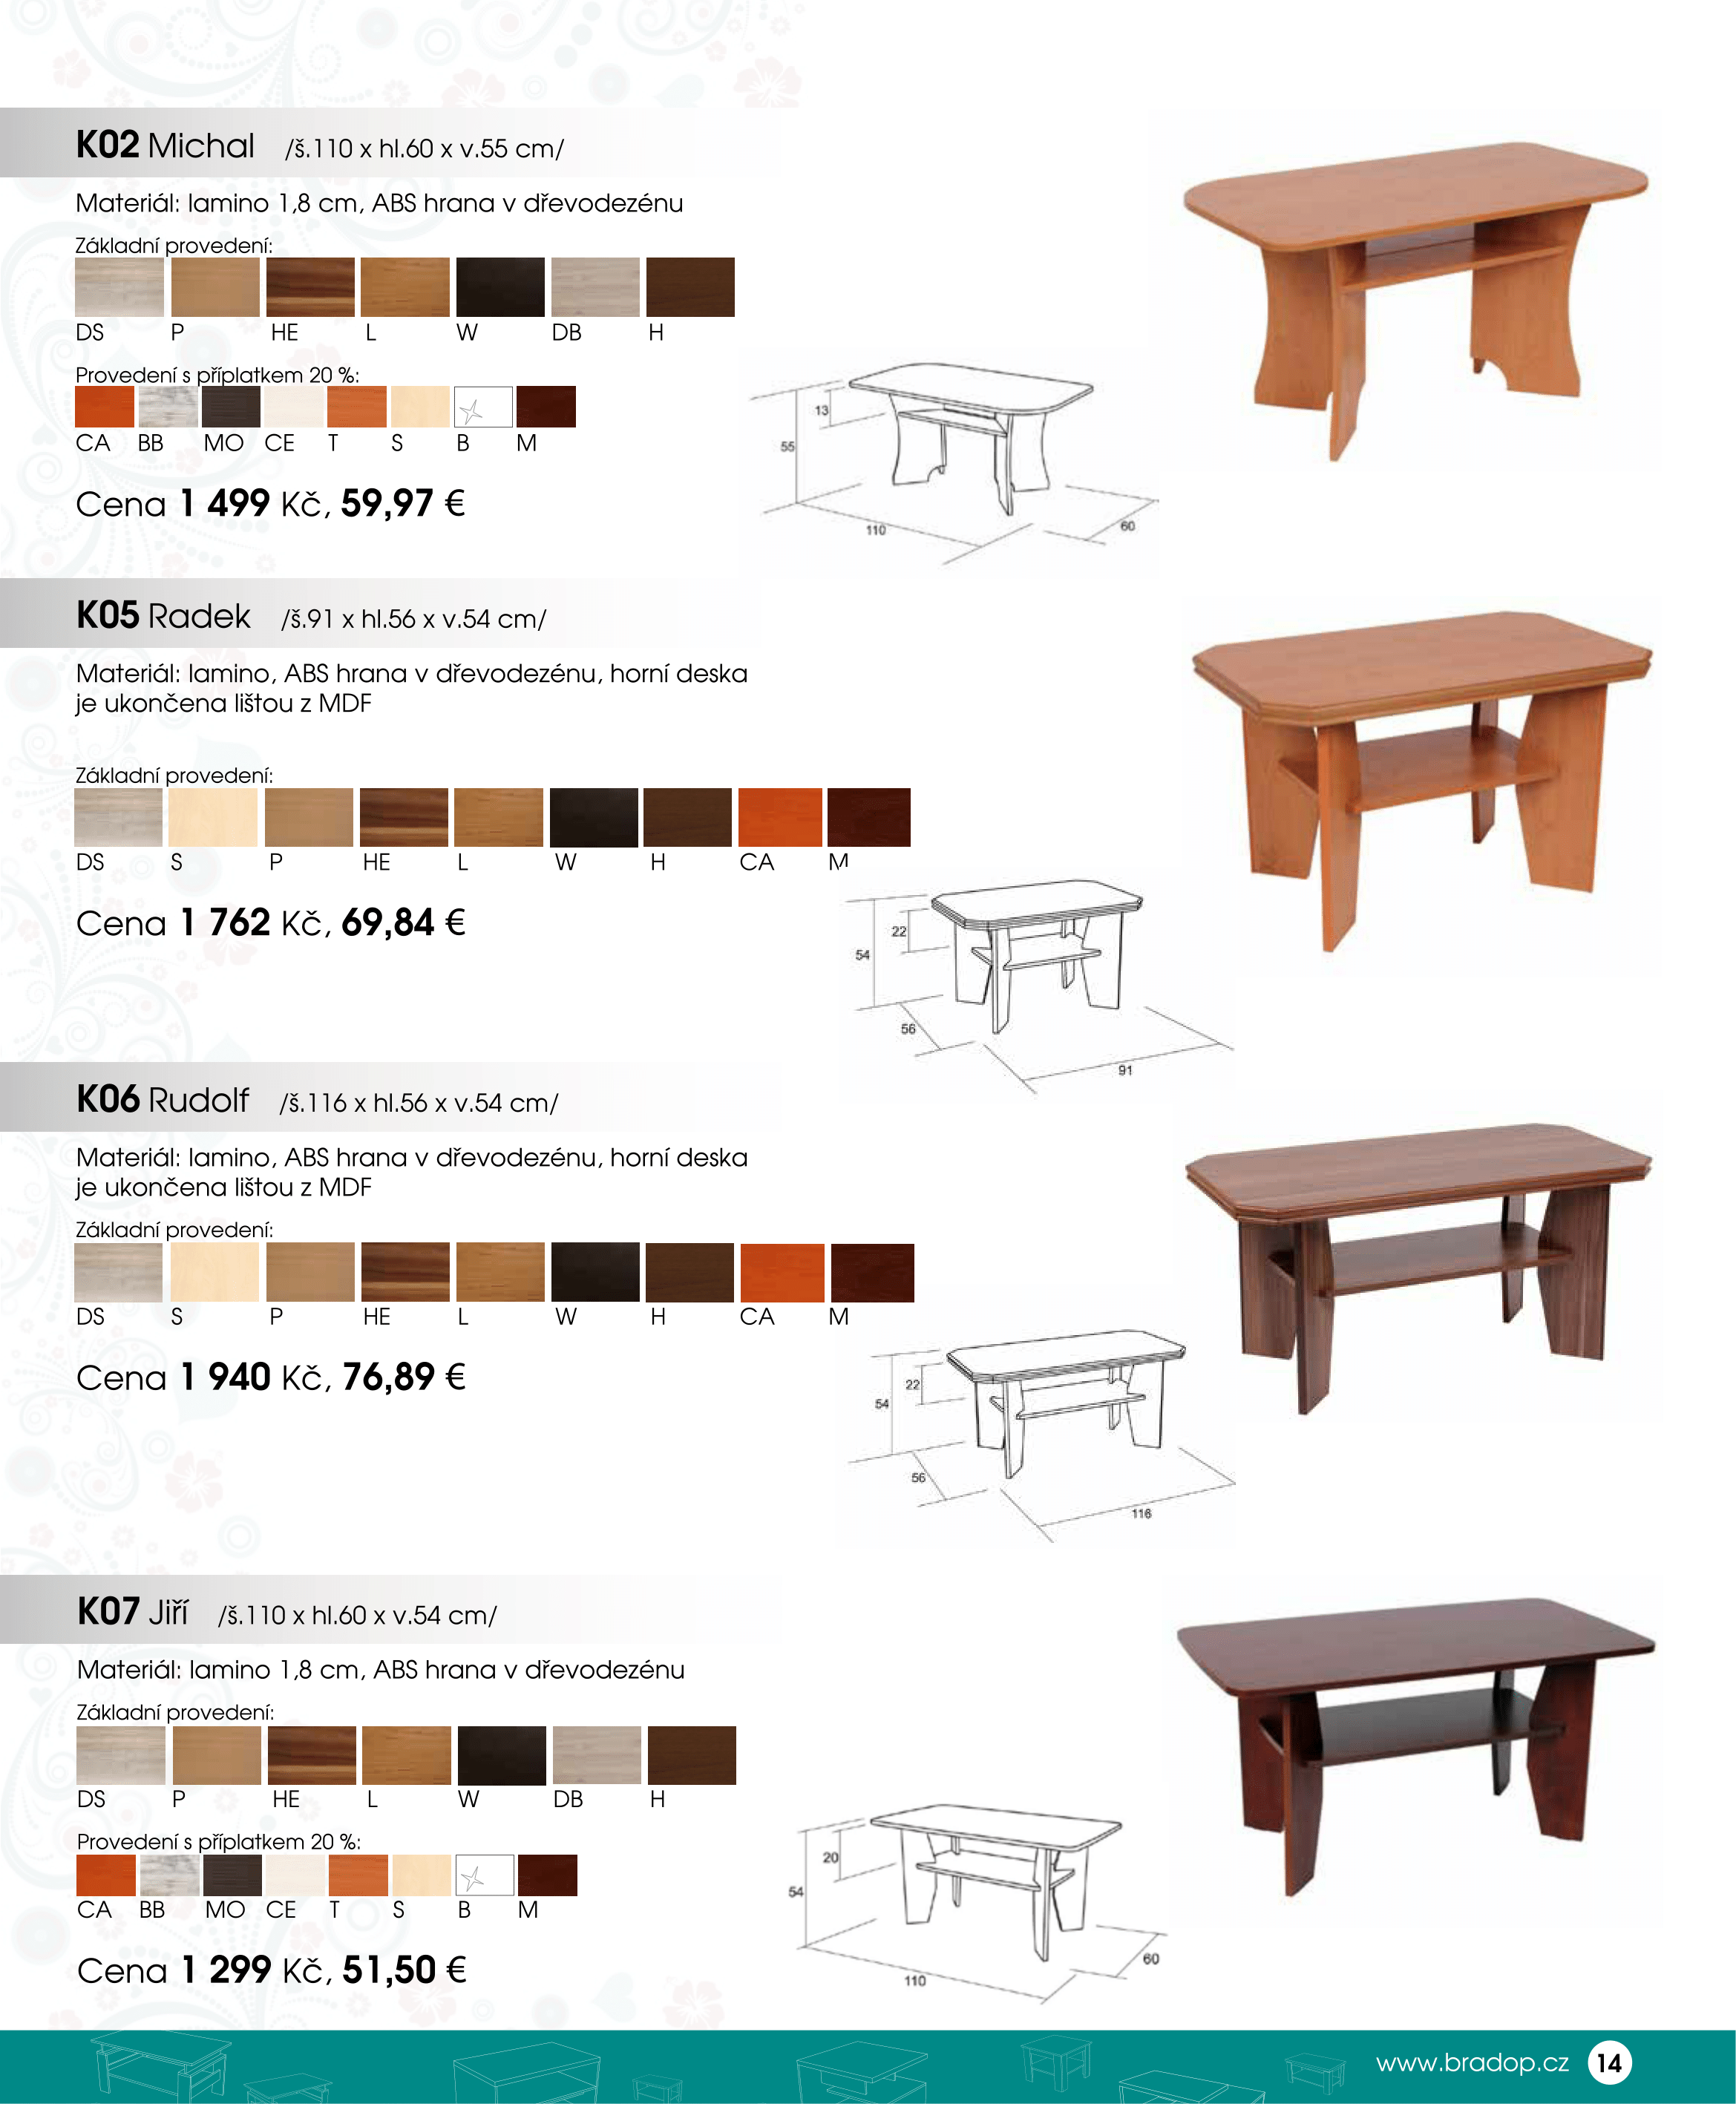 K02 Michal /š.110 x hl.60 x v.55 cm/
Materiál: lamino 1,8 cm, ABS hrana v dřevodezénu
Základní provedení:
DS P HE L W DB H
Provedení s příplatkem 20 %:
CA BB MO CE T S B M
Cena 1 499 Kč, 59,97 €
13
55
110
60
K05 Radek /š.91 x hl.56 x v.54 cm/
Materiál: lamino, ABS hrana v dřevodezénu, horní deska
je ukončena lištou z MDF
Základní provedení:
DS S P HE L W H CA M
Cena 1 762 Kč, 69,84 €
22
54
56
91
K06 Rudolf /š.116 x hl.56 x v.54 cm/
Materiál: lamino, ABS hrana v dřevodezénu, horní deska
je ukončena lištou z MDF
Základní provedení:
DS S P HE L W H CA M
Cena 1 940 Kč, 76,89 €
22
54
56
116
K07 Jiří /š.110 x hl.60 x v.54 cm/
Materiál: lamino 1,8 cm, ABS hrana v dřevodezénu
Základní provedení:
DS P HE L W DB H
Provedení s příplatkem 20 %:
CA BB MO CE T S B M
Cena 1 299 Kč, 51,50 €
20
54
110
60
www.bradop.cz 14